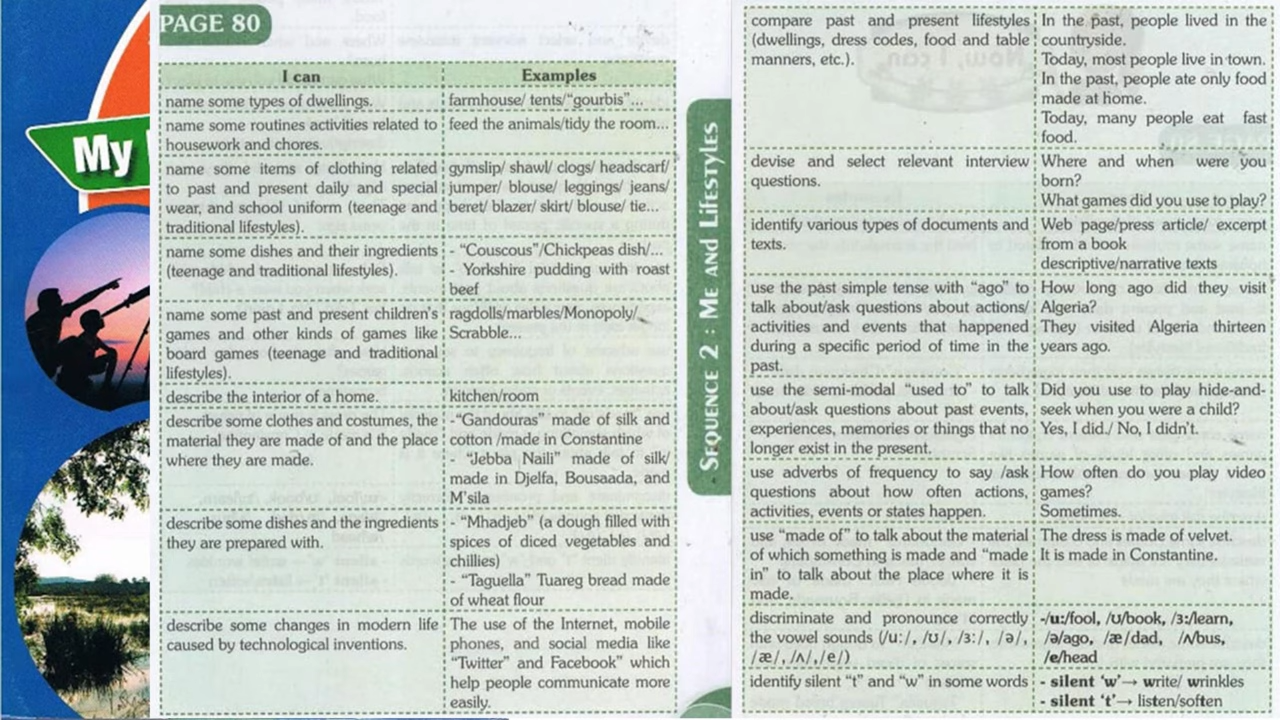 My
PAGE 80
I can
Examples
name some types of dwellings.
farmhouse/ tents/“gourbis”...
name some routines activities related to
housework and chores.
feed the animals/tidy the room...
name some items of clothing related
to past and present daily and special
wear, and school uniform (teenage and
traditional lifestyles).
gymslip/ shawl/ clogs/ headscarf/
jumper/ blouse/ leggings/ jeans/
beret/ blazer/ skirt/ blouse/ tie...
name some dishes and their ingredients
(teenage and traditional lifestyles).
- “Couscous”/Chickpeas dish/...
- Yorkshire pudding with roast
beef
name some past and present children’s
games and other kinds of games like
board games (teenage and traditional
lifestyles).
ragdolls/marbles/Monopoly/
Scrabble...
describe the interior of a home.
kitchen/room
describe some clothes and costumes, the
material they are made of and the place
where they are made.
-“Gandouras” made of silk and
cotton /made in Constantine
- “Jebba Naili” made of silk/
made in Djelfa, Bousaada, and
M’sila
describe some dishes and the ingredients
they are prepared with.
- “Mhadjeb” (a dough filled with
spices of diced vegetables and
chillies)
- “Taguella” Tuareg bread made
of wheat flour
describe some changes in modern life
caused by technological inventions.
The use of the Internet, mobile
phones, and social media like
“Twitter” and Facebook” which
help people communicate more
easily.
- SEQUENCE 2 : ME AND LIFESTYLES
compare past and present lifestyles
(dwellings, dress codes, food and table
manners, etc.).
In the past, people lived in the
countryside.
Today, most people live in town.
In the past, people ate only food
made at home.
Today, many people eat fast
food.
devise and select relevant interview
questions.
Where and when were you
born?
What games did you use to play?
identify various types of documents and
texts.
Web page/press article/ excerpt
from a book
descriptive/narrative texts
use the past simple tense with “ago” to
talk about/ask questions about actions/
activities and events that happened
during a specific period of time in the
past.
How long ago did they visit
Algeria?
They visited Algeria thirteen
years ago.
use the semi-modal “used to” to talk
about/ask questions about past events,
experiences, memories or things that no
longer exist in the present.
Did you use to play hide-and-
seek when you were a child?
Yes, I did./ No, I didn’t.
use adverbs of frequency to say /ask
questions about how often actions,
activities, events or states happen.
How often do you play video
games?
Sometimes.
use “made of” to talk about the material
of which something is made and “made
in” to talk about the place where it is
made.
The dress is made of velvet.
It is made in Constantine.
discriminate and pronounce correctly
the vowel sounds (/uː/, /ʊ/, /ɜː/, /ə/,
/æ/, /ʌ/,/e/)
-/uː/fool, /ʊ/book, /ɜː/learn,
/ə/ago, /æ/dad, /ʌ/bus,
/e/head
identify silent “t” and “w” in some words
- silent ‘w’→ write/ wrinkles
- silent ‘t’→ listen/soften